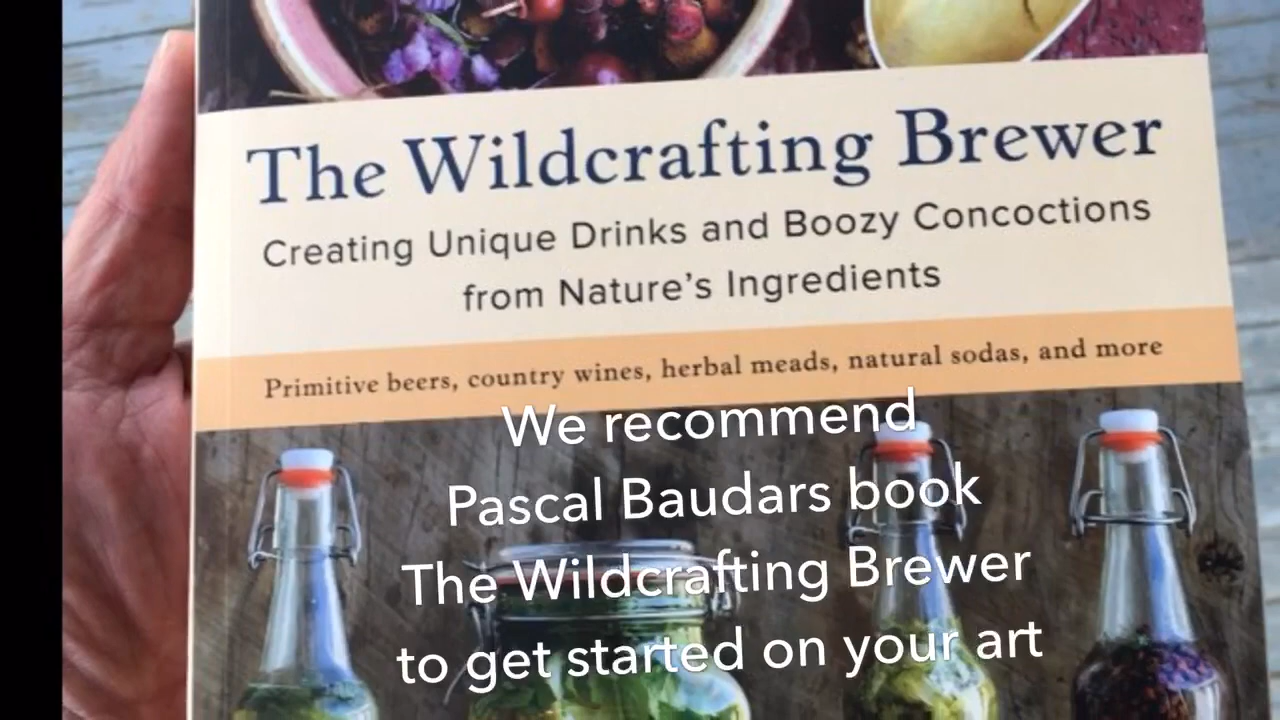 The Wildcrafting Brewer
Creating Unique Drinks and Boozy Concoctions
from Nature's Ingredients
Primitive beers, country wines, herbal meads, natural sodas, and more
We recommend
Pascal Baudars book
The Wildcrafting Brewer
to get started on your art